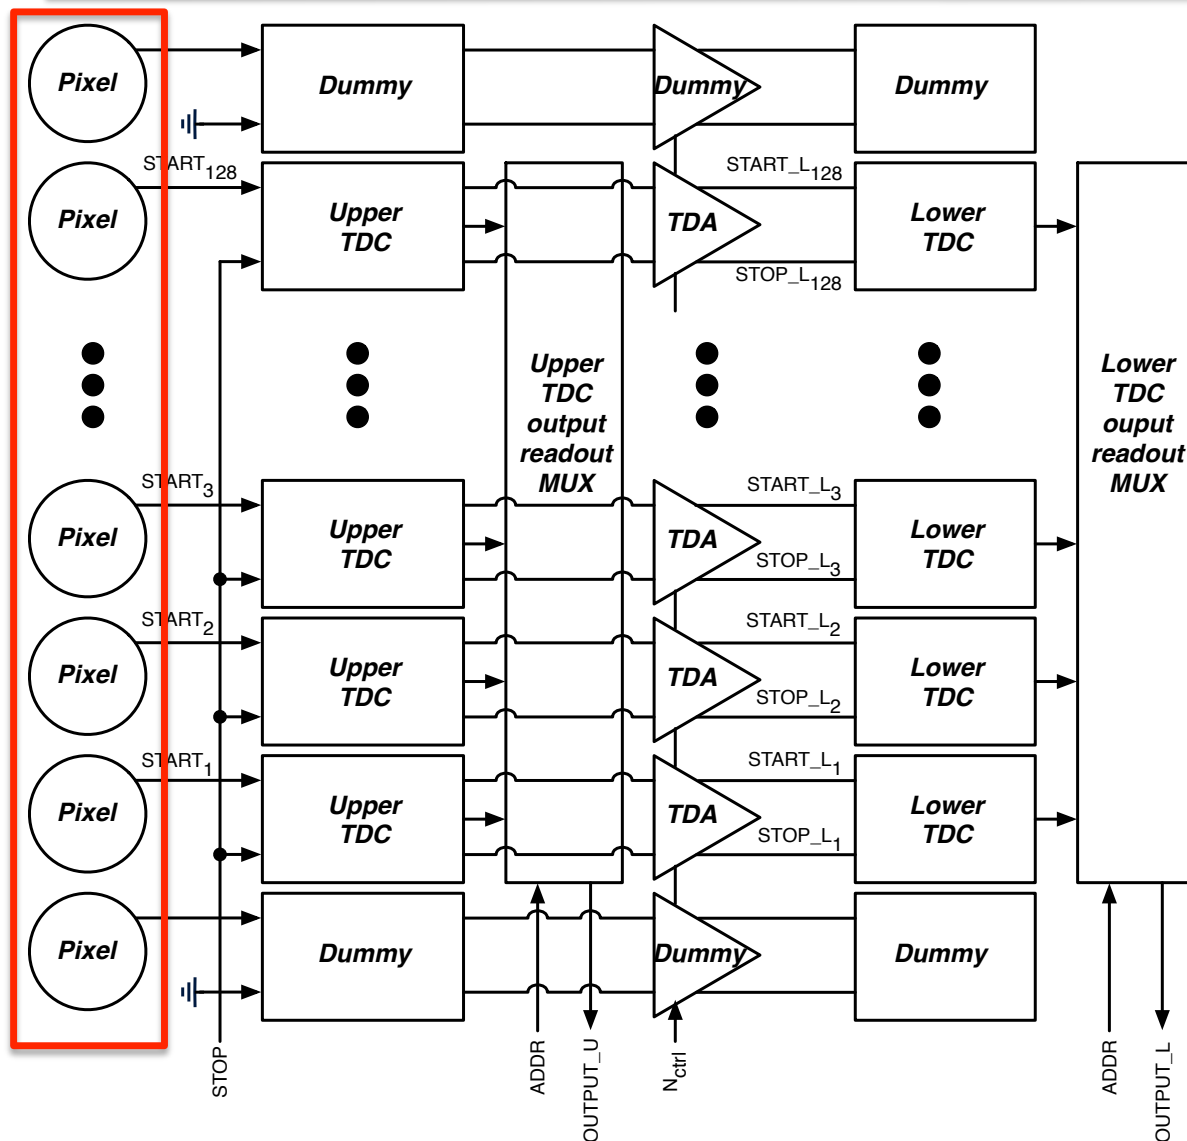 Pixel
Dummy
Dummy
Dummy
START128
Pixel
Upper
TDC
TDA
START_L128
STOP_L128
Lower
TDC
Upper
TDC
output
readout
MUX
Lower
TDC
ouput
readout
MUX
START3
Pixel
Upper
TDC
TDA
START_L3
STOP_L3
Lower
TDC
START2
Pixel
Upper
TDC
TDA
START_L2
STOP_L2
Lower
TDC
START1
Pixel
Upper
TDC
TDA
START_L1
STOP_L1
Lower
TDC
Pixel
Dummy
Dummy
Dummy
STOP
ADDR
OUTPUT_U
Nctrl
ADDR
OUTPUT_L